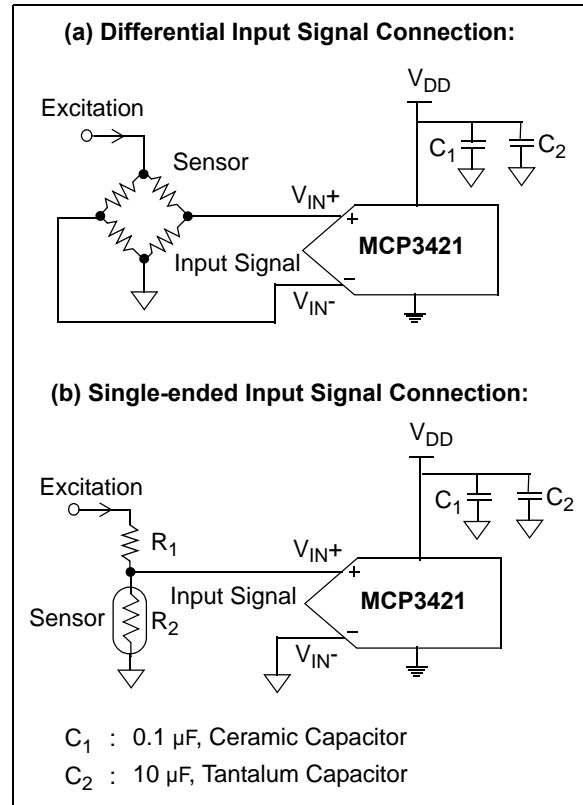 (a) Differential Input Signal Connection:
V_DD
Excitation
Sensor
C_1
C_2
V_IN+
+
MCP3421
Input Signal
–
V_IN-
(b) Single-ended Input Signal Connection:
V_DD
Excitation
C_1
C_2
R_1
V_IN+
+
Input Signal
MCP3421
Sensor
R_2
–
V_IN-
C_1 : 0.1 µF, Ceramic Capacitor
C_2 : 10 µF, Tantalum Capacitor